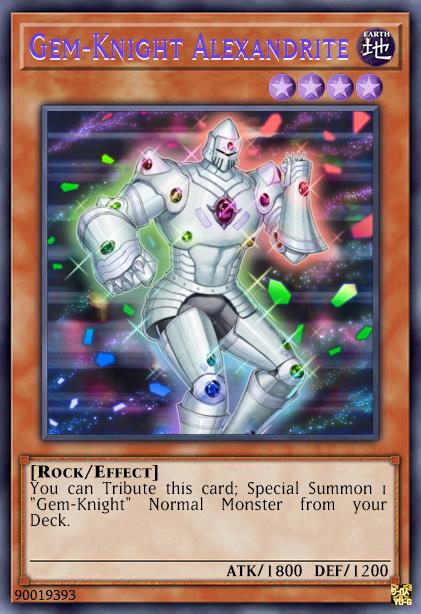 GEM-KNIGHT ALEXANDRITE
EARTH
地
[ROCK/EFFECT]
You can Tribute this card; Special Summon 1
"Gem-Knight" Normal Monster from your
Deck.
ATK/1800 DEF/1200
90019393